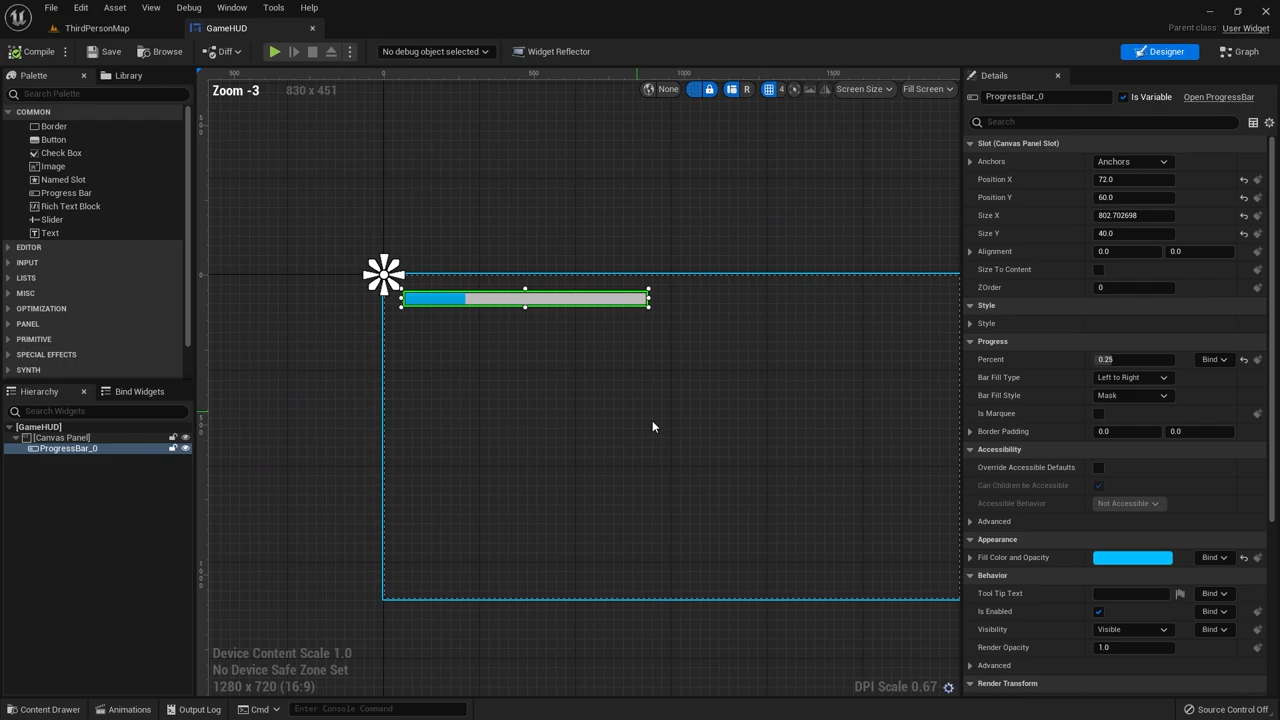 File Edit Asset View Debug Window Tools Help
ThirdPersonMap GameHUD
Parent class: User Widget
Compile Save Browse Diff No debug object selected Widget Reflector Designer Graph
Palette Library
Search Palette
COMMON
Border
Button
Check Box
Image
Named Slot
Progress Bar
Rich Text Block
Slider
Text
EDITOR
INPUT
LISTS
MISC
OPTIMIZATION
PANEL
PRIMITIVE
SPECIAL EFFECTS
SYNTH
Hierarchy Bind Widgets
Search Widgets
[GameHUD]
[Canvas Panel]
ProgressBar_0
500 0 500 1000 1500
Zoom -3 830 x 451 None R 4 Screen Size Fill Screen
Device Content Scale 1.0
No Device Safe Zone Set
1280 x 720 (16:9) DPI Scale 0.67
Details
ProgressBar_0 Is Variable Open ProgressBar
Search
Slot (Canvas Panel Slot)
Anchors Anchors
Position X 72.0
Position Y 60.0
Size X 802.702698
Size Y 40.0
Alignment 0.0 0.0
Size To Content
ZOrder 0
Style
Style
Progress
Percent 0.25 Bind
Bar Fill Type Left to Right
Bar Fill Style Mask
Is Marquee
Border Padding 0.0 0.0
Accessibility
Override Accessible Defaults
Can Children be Accessible
Accessible Behavior Not Accessible
Advanced
Appearance
Fill Color and Opacity Bind
Behavior
Tool Tip Text Bind
Is Enabled Bind
Visibility Visible Bind
Render Opacity 1.0
Advanced
Render Transform
Content Drawer Animations Output Log Cmd Enter Console Command Source Control Off